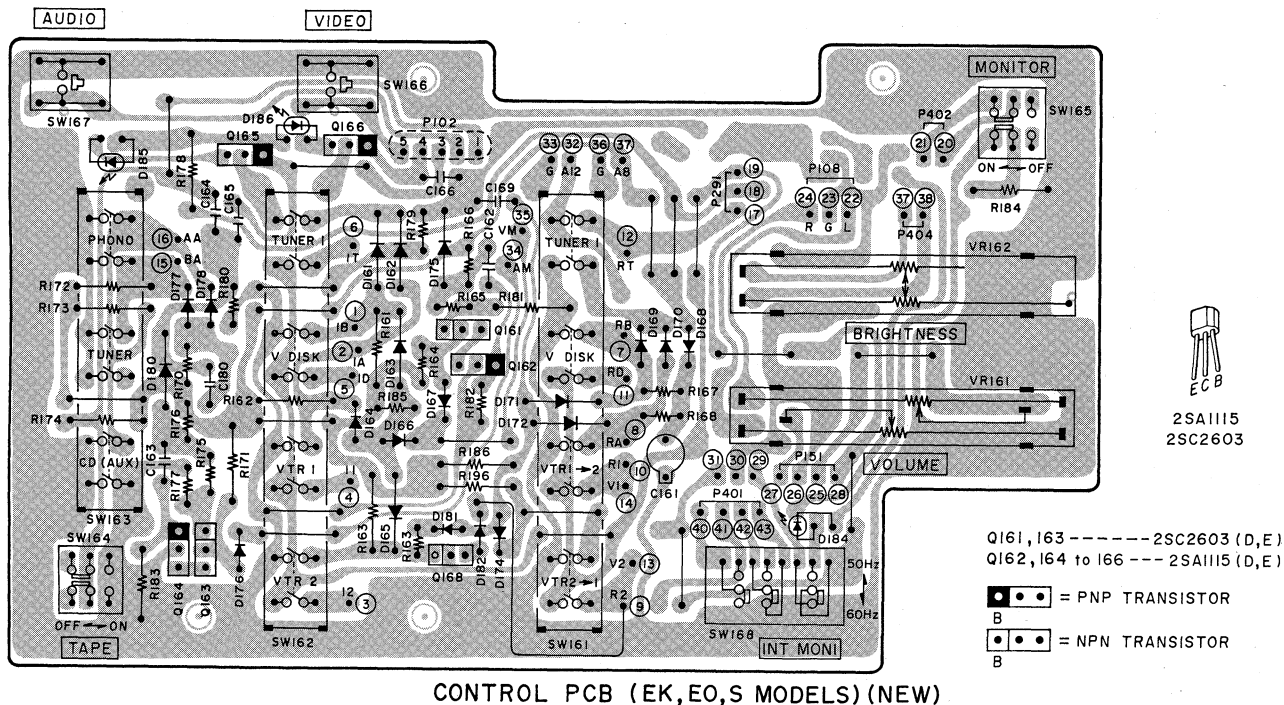 AUDIO
VIDEO
SW167
SW166
D186
Q165
Q166
P102
5 4 3 2 1
MONITOR
SW165
ON ↔ OFF
P402
21 20
D185
R178
C164
C165
C166
C169
33 32 36 37
G A12 G A8
P291
19
18
17
P108
24 23 22
R G L
37 38
P404
R184
PHONO
16 AA
15 BA
D177
D178
R180
TUNER 1
6
1T
D161
D162
R179
D175
R166
C162
35
VM
34
AM
TUNER 1
12
RT
VR162
BRIGHTNESS
R172
R173
TUNER
R174
CD (AUX)
SW163
D180
R170
C180
R176
R175
C163
R177
R171
R162
V DISK
1
1B
2
1A
5
1D
R161
D163
R164
R165
R181
Q161
Q162
D167
R182
R185
D164
D166
V DISK
D171
D172
RB
7
RD
11
D169
D170
D168
R167
R168
8
RA
R1
10
V1
14
C161
VR161
VOLUME
VTR 1
11
4
R186
R196
VTR1→2
31 30 29
P151
27 26 25 28
P401
40 41 42 43
D184
SW164
OFF ↔ ON
TAPE
R183
Q164
Q163
D176
VTR 2
12
3
SW162
R163
D165
R163
D181
Q168
D182
D174
VTR2→1
SW161
V2
13
R2
9
SW168
50Hz
60Hz
INT MONI
E C B
2SA1115
2SC2603
Q161,163 ------- 2SC2603 (D,E)
Q162,164 to 166 --- 2SA1115 (D,E)
= PNP TRANSISTOR
B
= NPN TRANSISTOR
B
CONTROL PCB (EK,EO,S MODELS)(NEW)